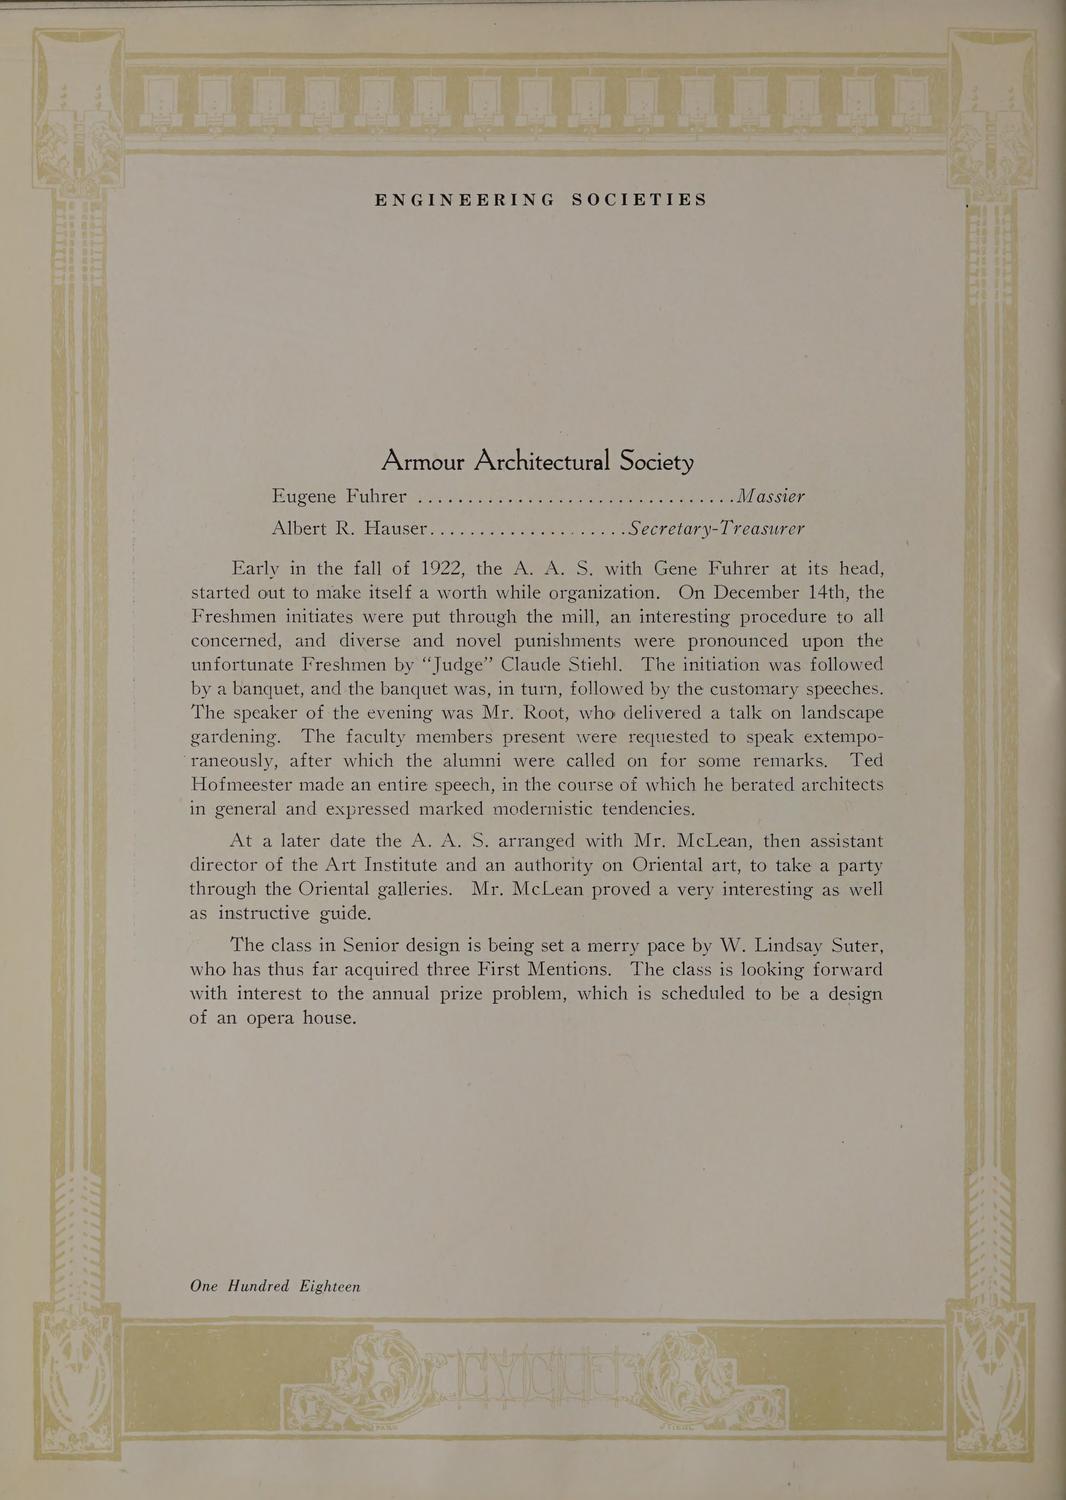 ENGINEERING SOCIETIES
Armour Architectural Society
Eugene Fuhrer ................................Massier
Albert R. Hauser....................Secretary-Treasurer
Early in the fall of 1922, the A. A. S. with Gene Fuhrer at its head,
started out to make itself a worth while organization. On December 14th, the
Freshmen initiates were put through the mill, an interesting procedure to all
concerned, and diverse and novel punishments were pronounced upon the
unfortunate Freshmen by “Judge” Claude Stiehl. The initiation was followed
by a banquet, and the banquet was, in turn, followed by the customary speeches.
The speaker of the evening was Mr. Root, who delivered a talk on landscape
gardening. The faculty members present were requested to speak extempo-
raneously, after which the alumni were called on for some remarks. Ted
Hofmeester made an entire speech, in the course of which he berated architects
in general and expressed marked modernistic tendencies.
At a later date the A. A. S. arranged with Mr. McLean, then assistant
director of the Art Institute and an authority on Oriental art, to take a party
through the Oriental galleries. Mr. McLean proved a very interesting as well
as instructive guide.
The class in Senior design is being set a merry pace by W. Lindsay Suter,
who has thus far acquired three First Mentions. The class is looking forward
with interest to the annual prize problem, which is scheduled to be a design
of an opera house.
One Hundred Eighteen
CYCLE
STIEHL